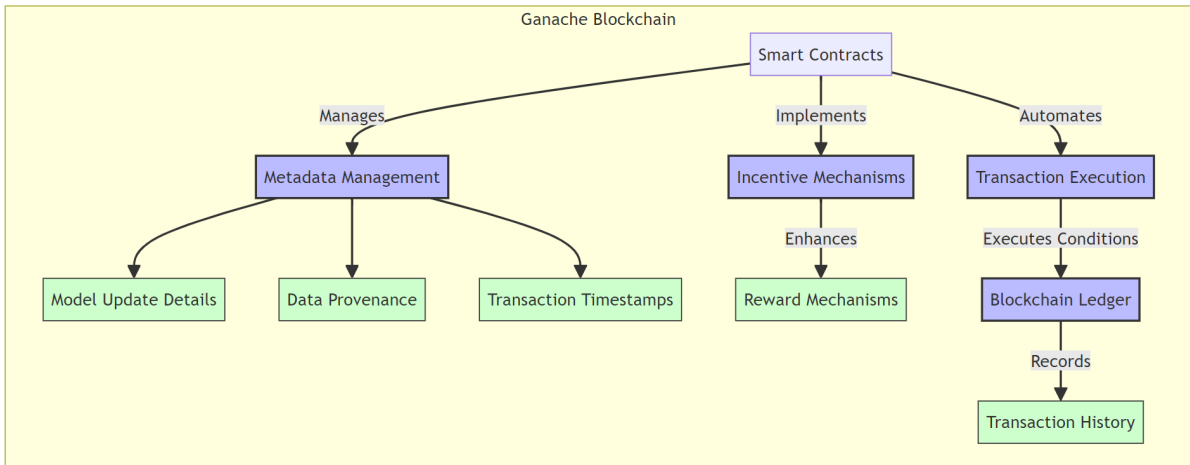 Ganache Blockchain
Smart Contracts
Manages
Implements
Automates
Metadata Management
Incentive Mechanisms
Transaction Execution
Enhances
Executes Conditions
Model Update Details
Data Provenance
Transaction Timestamps
Reward Mechanisms
Blockchain Ledger
Records
Transaction History